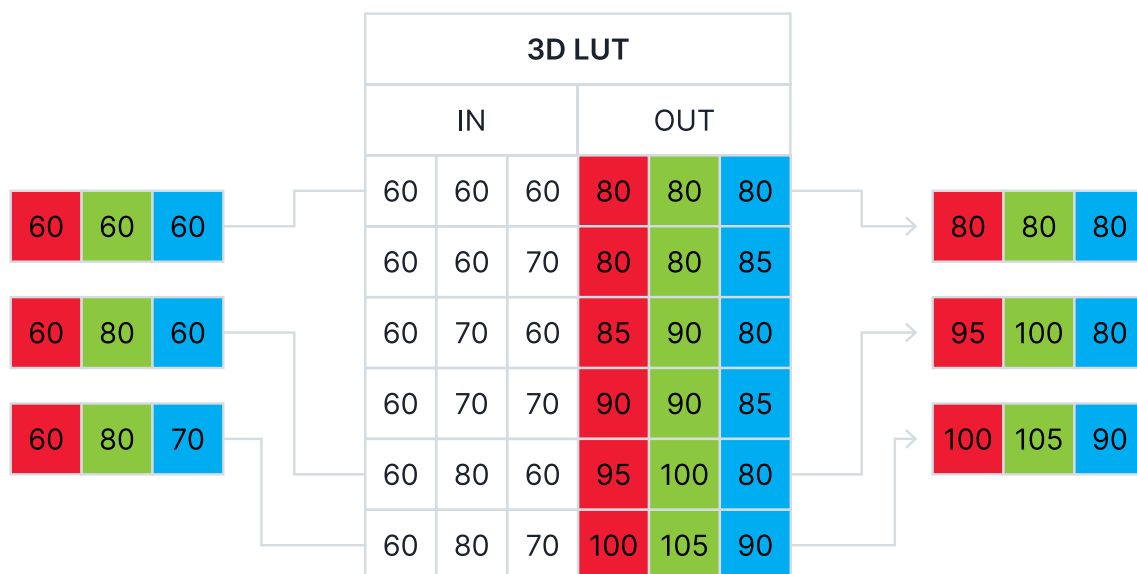 3D LUT
IN OUT
60 60 60 80 80 80
60 60 70 80 80 85
60 70 60 85 90 80
60 70 70 90 90 85
60 80 60 95 100 80
60 80 70 100 105 90
60 60 60
60 80 60
60 80 70
80 80 80
95 100 80
100 105 90